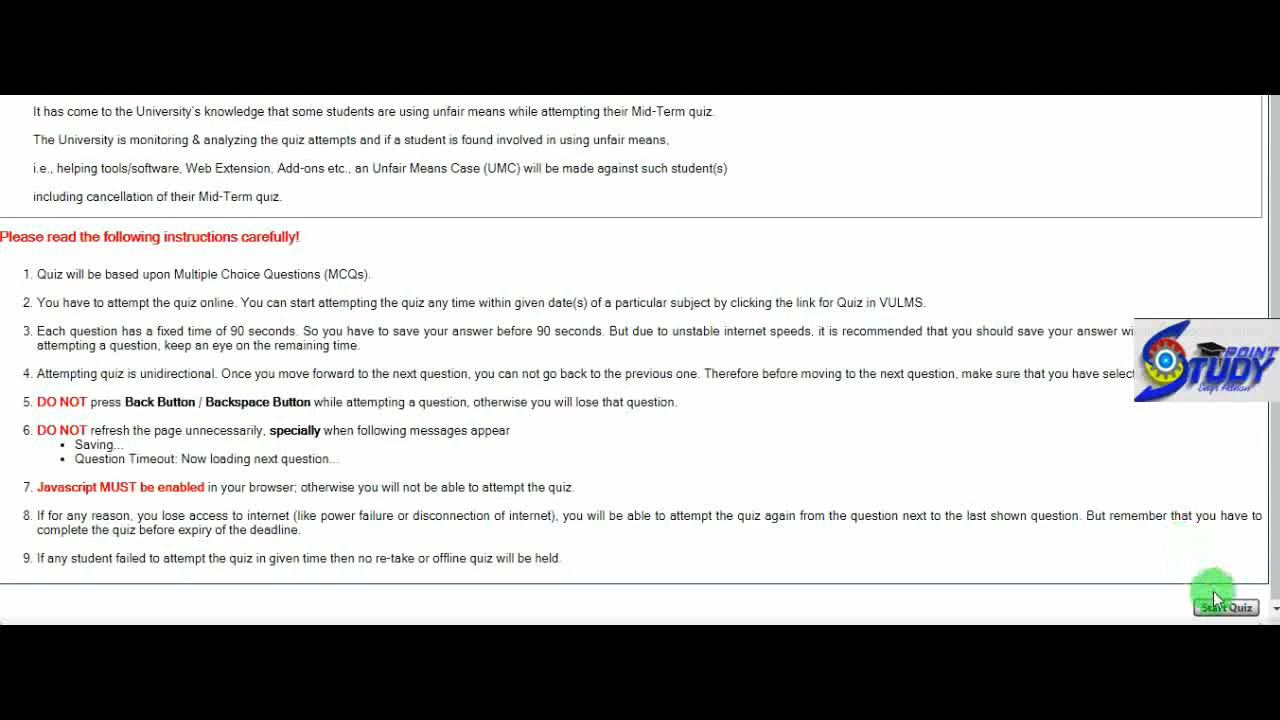 It has come to the University's knowledge that some students are using unfair means while attempting their Mid-Term quiz.
The University is monitoring & analyzing the quiz attempts and if a student is found involved in using unfair means,
i.e., helping tools/software, Web Extension, Add-ons etc., an Unfair Means Case (UMC) will be made against such student(s)
including cancellation of their Mid-Term quiz.
Please read the following instructions carefully!
1. Quiz will be based upon Multiple Choice Questions (MCQs).
2. You have to attempt the quiz online. You can start attempting the quiz any time within given date(s) of a particular subject by clicking the link for Quiz in VULMS.
3. Each question has a fixed time of 90 seconds. So you have to save your answer before 90 seconds. But due to unstable internet speeds, it is recommended that you should save your answer
attempting a question, keep an eye on the remaining time.
4. Attempting quiz is unidirectional. Once you move forward to the next question, you can not go back to the previous one. Therefore before moving to the next question, make sure that you have
5. DO NOT press Back Button / Backspace Button while attempting a question, otherwise you will lose that question.
6. DO NOT refresh the page unnecessarily, specially when following messages appear
• Saving...
• Question Timeout: Now loading next question...
7. Javascript MUST be enabled in your browser; otherwise you will not be able to attempt the quiz.
8. If for any reason, you lose access to internet (like power failure or disconnection of internet), you will be able to attempt the quiz again from the question next to the last shown question. But remember that you have to
complete the quiz before expiry of the deadline.
9. If any student failed to attempt the quiz in given time then no re-take or offline quiz will be held.
Start Quiz
POINT
STUDY